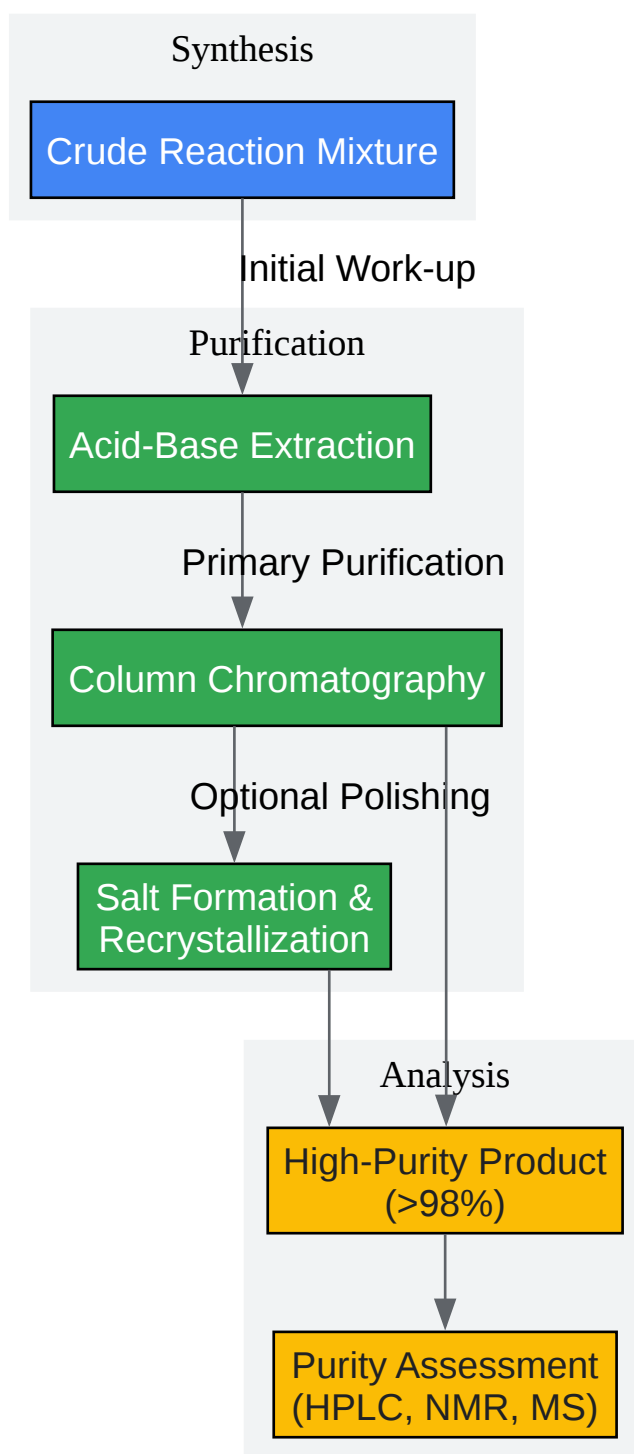 Synthesis
Crude Reaction Mixture
Initial Work-up
Purification
Acid-Base Extraction
Primary Purification
Column Chromatography
Optional Polishing
Salt Formation &
Recrystallization
Analysis
High-Purity Product
(>98%)
Purity Assessment
(HPLC, NMR, MS)